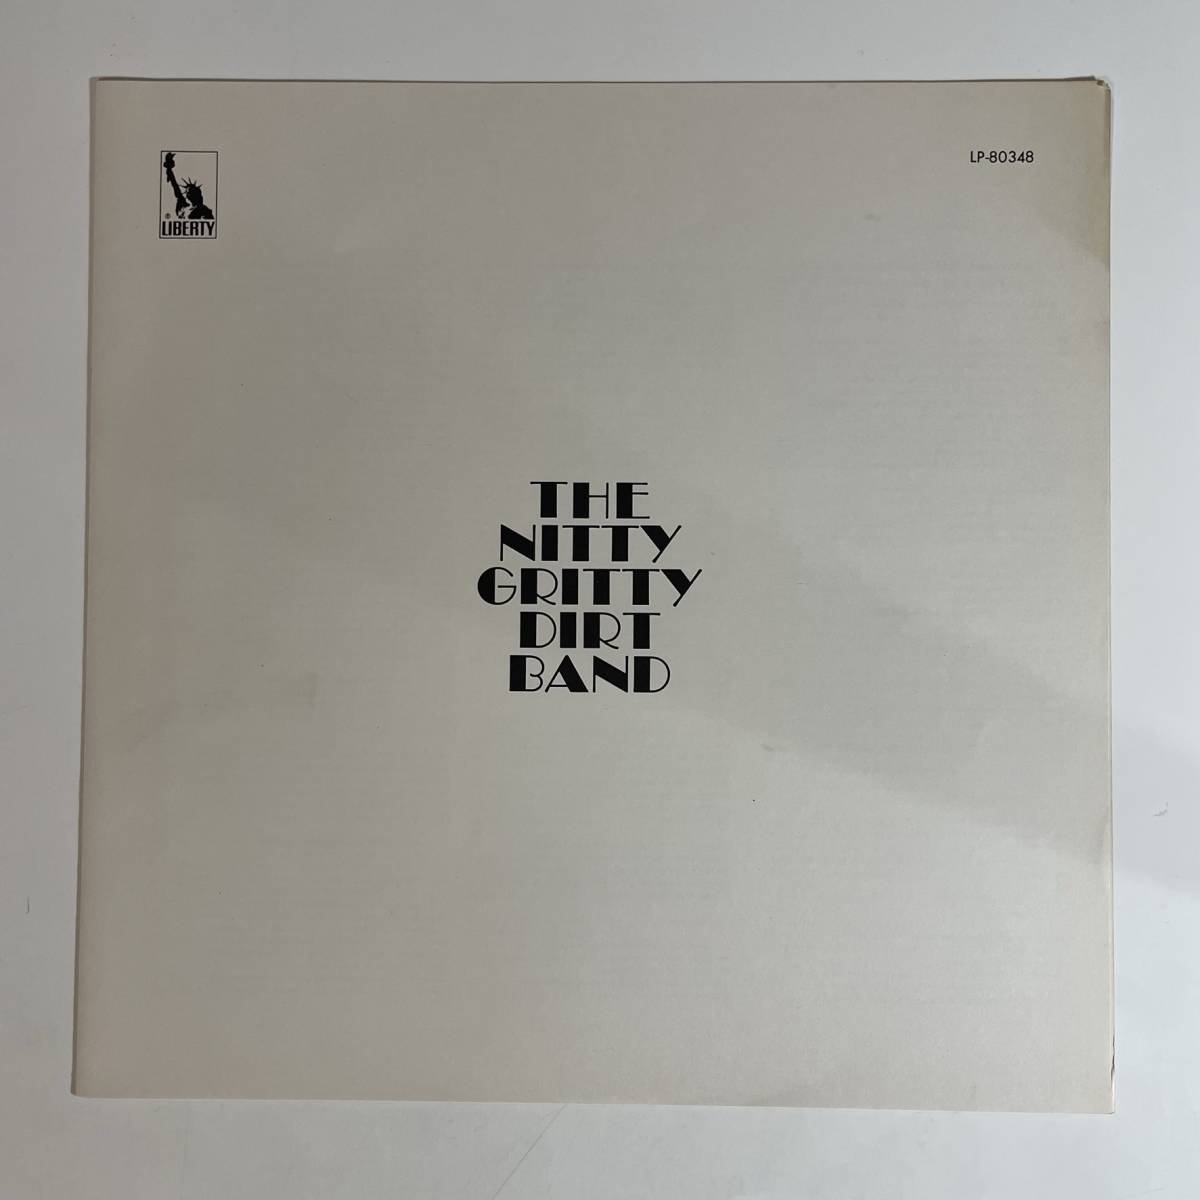 ® LIBERTY
LP-80348
THE
NITTY
GRITTY
DIRT
BAND